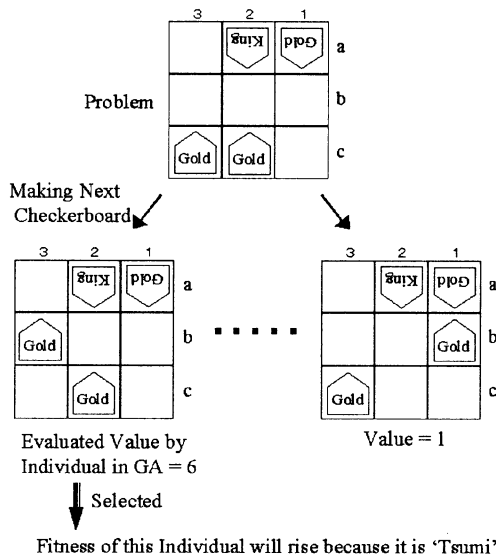 3 2 1
King Gold a
Problem b
Gold Gold c
Making Next
Checkerboard
3 2 1
King Gold a
Gold b
Gold c
Evaluated Value by
Individual in GA = 6
3 2 1
King Gold a
Gold b
Gold c
Value = 1
Selected
Fitness of this Individual will rise because it is ‘Tsumi’